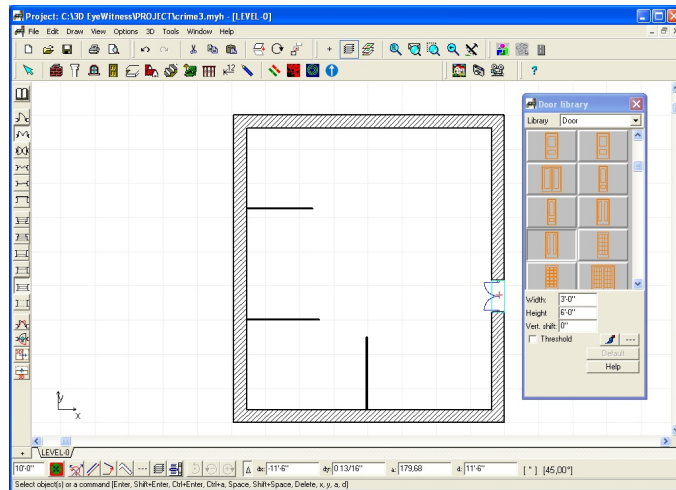 Project: C:\3D EyeWitness\PROJECT\crime3.myh - [LEVEL-0]
File Edit Draw View Options 3D Tools Window Help
Door library
Library Door
Width: 3'-0"
Height 6'-0"
Vert. shift: 0"
Threshold
Default
Help
y
x
LEVEL-0
10'-0" dx: -11'-6" dy: 0 13/16" a: 179,68 d: 11'-6" [ " ] [45,00°]
Select object(s) or a command [Enter, Shift+Enter, Ctrl+Enter, Ctrl+a, Space, Shift+Space, Delete, x, y, a, d]